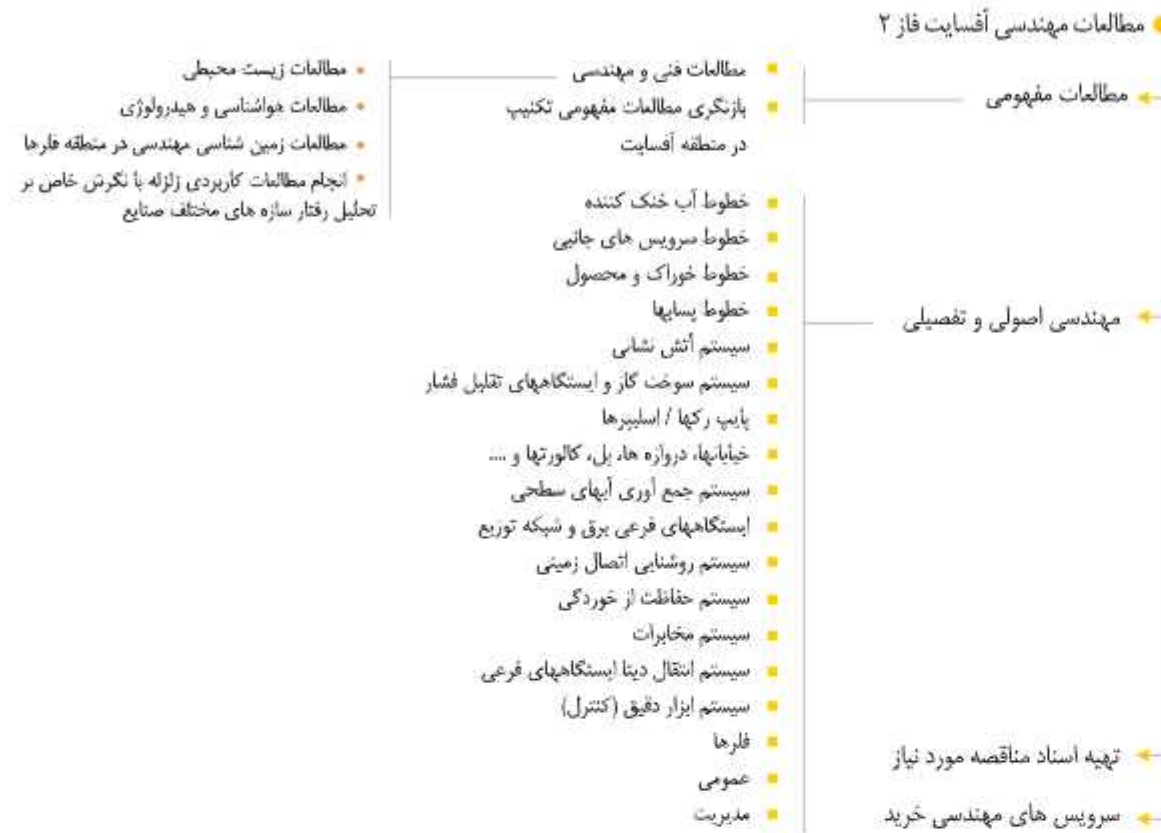 مطالعات مهندسی آفسایت فاز ۲
مطالعات مفهومی
مطالعات فنی و مهندسی
بازنگری مطالعات مفهومی تکنیپ
در منطقه آفسایت
مطالعات زیست محیطی
مطالعات هواشناسی و هیدرولوژی
مطالعات زمین شناسی مهندسی در منطقه فلرها
انجام مطالعات کاربردی زلزله با نگرش خاص بر
تحلیل رفتار سازه های مختلف صنایع
مهندسی اصولی و تفصیلی
خطوط آب خنک کننده
خطوط سرویس های جانبی
خطوط خوراک و محصول
خطوط پسابها
سیستم آتش نشانی
سیستم سوخت گاز و ایستگاههای تقلیل فشار
پایپ رکها / اسلیپرها
خیابانها، دروازه ها، پل، کالورتها و ....
سیستم جمع آوری آبهای سطحی
ایستگاههای فرعی برق و شبکه توزیع
سیستم روشنایی اتصال زمینی
سیستم حفاظت از خوردگی
سیستم مخابرات
سیستم انتقال دیتا ایستگاههای فرعی
سیستم ابزار دقیق (کنترل)
فلرها
عمومی
مدیریت
تهیه اسناد مناقصه مورد نیاز
سرویس های مهندسی خرید